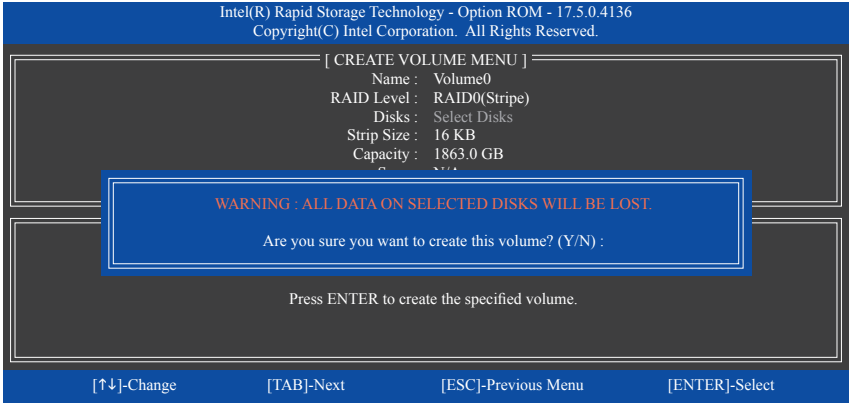 Intel(R) Rapid Storage Technology - Option ROM - 17.5.0.4136
Copyright(C) Intel Corporation. All Rights Reserved.
[ CREATE VOLUME MENU ]
Name : Volume0
RAID Level : RAID0(Stripe)
Disks : Select Disks
Strip Size : 16 KB
Capacity : 1863.0 GB
WARNING : ALL DATA ON SELECTED DISKS WILL BE LOST.
Are you sure you want to create this volume? (Y/N) :
Press ENTER to create the specified volume.
[↑↓]-Change [TAB]-Next [ESC]-Previous Menu [ENTER]-Select